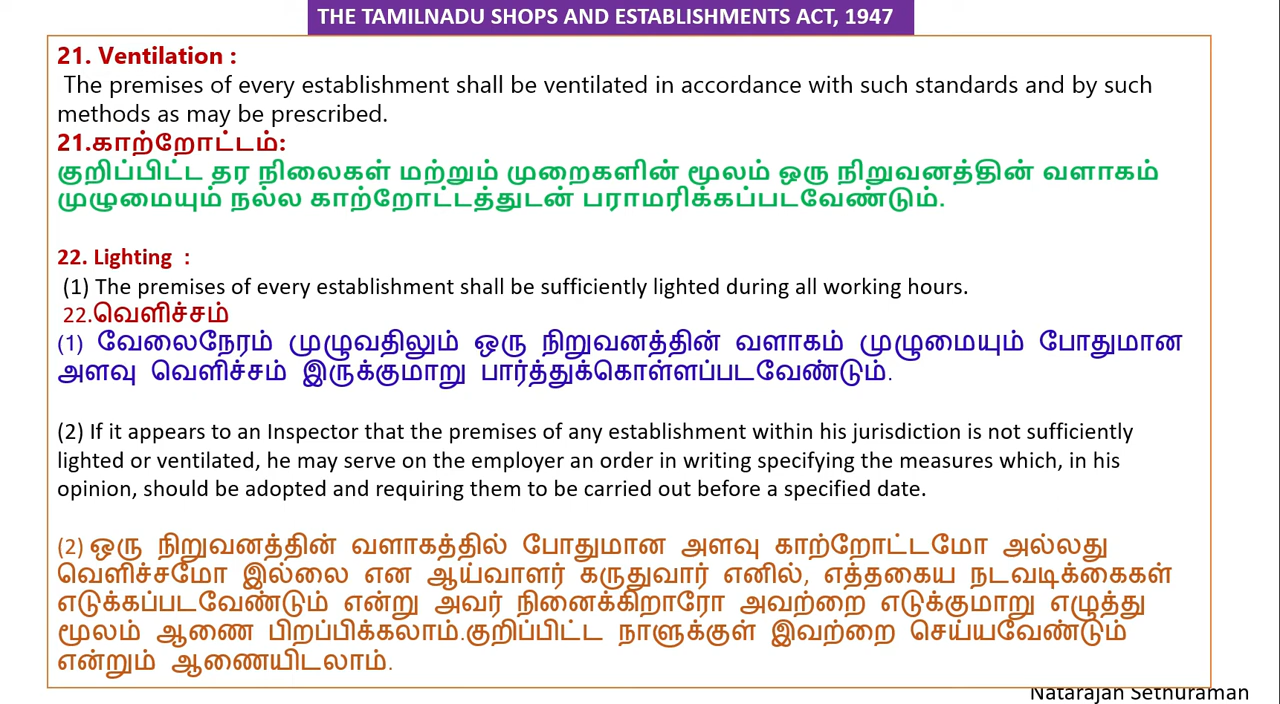 THE TAMILNADU SHOPS AND ESTABLISHMENTS ACT, 1947
21. Ventilation :
The premises of every establishment shall be ventilated in accordance with such standards and by such
methods as may be prescribed.
21.காற்றோட்டம்:
குறிப்பிட்ட தர நிலைகள் மற்றும் முறைகளின் மூலம் ஒரு நிறுவனத்தின் வளாகம்
முழுமையும் நல்ல காற்றோட்டத்துடன் பராமரிக்கப்படவேண்டும்.
22. Lighting :
(1) The premises of every establishment shall be sufficiently lighted during all working hours.
22.வெளிச்சம்
(1) வேலைநேரம் முழுவதிலும் ஒரு நிறுவனத்தின் வளாகம் முழுமையும் போதுமான
அளவு வெளிச்சம் இருக்குமாறு பார்த்துக்கொள்ளப்படவேண்டும்.
(2) If it appears to an Inspector that the premises of any establishment within his jurisdiction is not sufficiently
lighted or ventilated, he may serve on the employer an order in writing specifying the measures which, in his
opinion, should be adopted and requiring them to be carried out before a specified date.
(2) ஒரு நிறுவனத்தின் வளாகத்தில் போதுமான அளவு காற்றோட்டமோ அல்லது
வெளிச்சமோ இல்லை என ஆய்வாளர் கருதுவார் எனில், எத்தகைய நடவடிக்கைகள்
எடுக்கப்படவேண்டும் என்று அவர் நினைக்கிறாரோ அவற்றை எடுக்குமாறு எழுத்து
மூலம் ஆணை பிறப்பிக்கலாம்.குறிப்பிட்ட நாளுக்குள் இவற்றை செய்யவேண்டும்
என்றும் ஆணையிடலாம்.
Natarajan Sethuraman